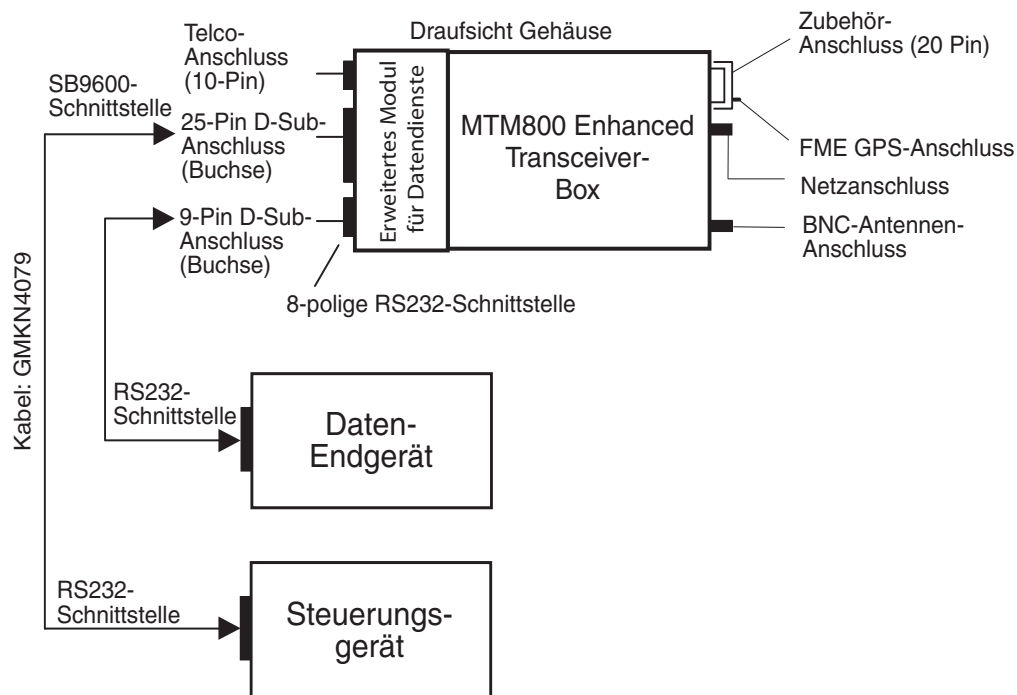 Draufsicht Gehäuse
Telco-
Anschluss
(10-Pin)
SB9600-
Schnittstelle
25-Pin D-Sub-
Anschluss
(Buchse)
9-Pin D-Sub-
Anschluss
(Buchse)
8-polige RS232-Schnittstelle
Erweitertes Modul
für Datendienste
MTM800 Enhanced
Transceiver-
Box
Zubehör-
Anschluss (20 Pin)
FME GPS-Anschluss
Netzanschluss
BNC-Antennen-
Anschluss
Kabel: GMKN4079
RS232-
Schnittstelle
Daten-
Endgerät
RS232-
Schnittstelle
Steuerungs-
gerät